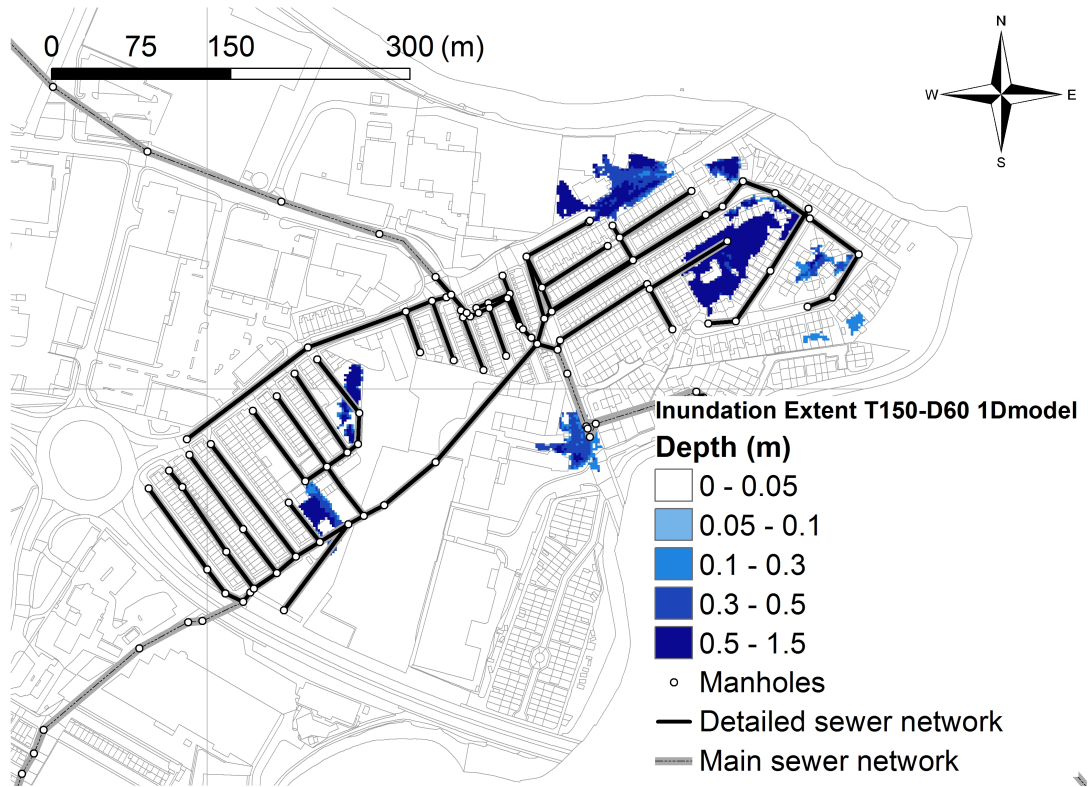 0 75 150 300 (m)
N
W E
S
Inundation Extent T150-D60 1Dmodel
Depth (m)
0 - 0.05
0.05 - 0.1
0.1 - 0.3
0.3 - 0.5
0.5 - 1.5
Manholes
Detailed sewer network
Main sewer network